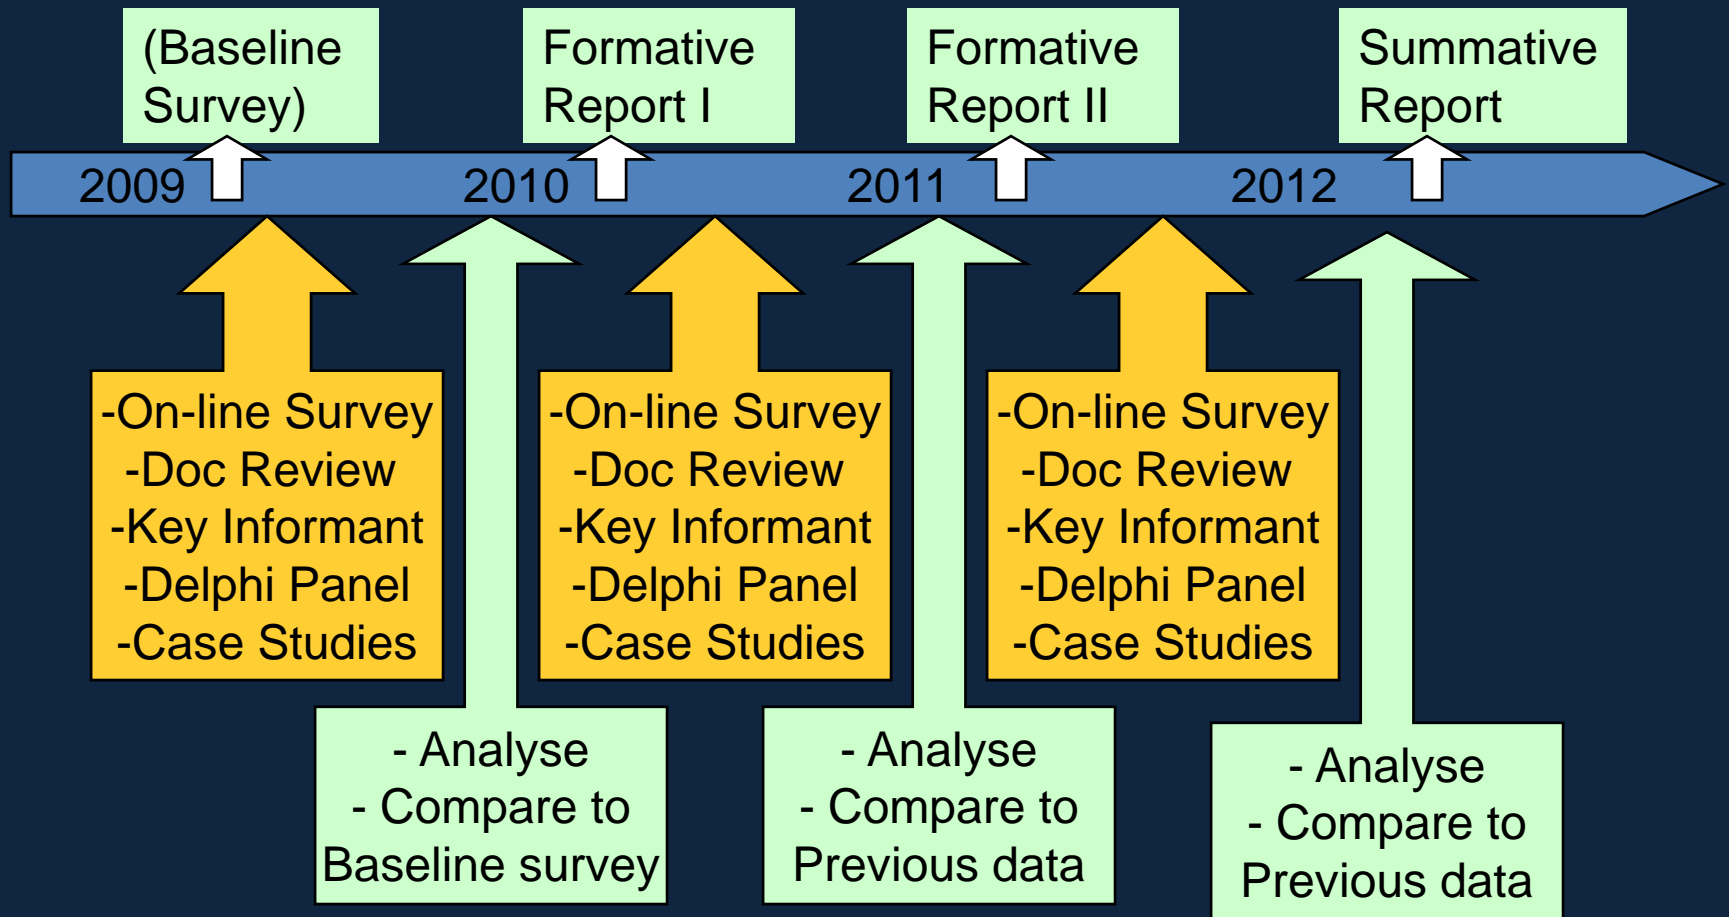 (Baseline
Survey)
Formative
Report I
Formative
Report II
Summative
Report
2009
2010
2011
2012
-On-line Survey
-Doc Review
-Key Informant
-Delphi Panel
-Case Studies
-On-line Survey
-Doc Review
-Key Informant
-Delphi Panel
-Case Studies
-On-line Survey
-Doc Review
-Key Informant
-Delphi Panel
-Case Studies
- Analyse
- Compare to
Baseline survey
- Analyse
- Compare to
Previous data
- Analyse
- Compare to
Previous data